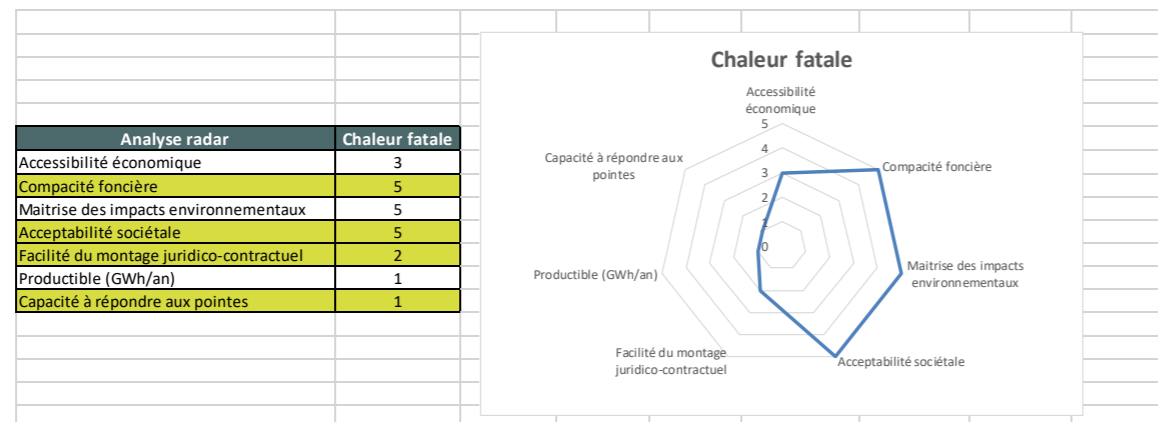 Analyse radar Chaleur fatale
Accessibilité économique 3
Compacité foncière 5
Maitrise des impacts environnementaux 5
Acceptabilité sociétale 5
Facilité du montage juridico-contractuel 2
Productible (GWh/an) 1
Capacité à répondre aux pointes 1
Chaleur fatale
Accessibilité
économique
5
4
3
2
1
0
Compacité foncière
Maitrise des impacts
environnementaux
Acceptabilité sociétale
Facilité du montage
juridico-contractuel
Productible (GWh/an)
Capacité à répondre aux
pointes